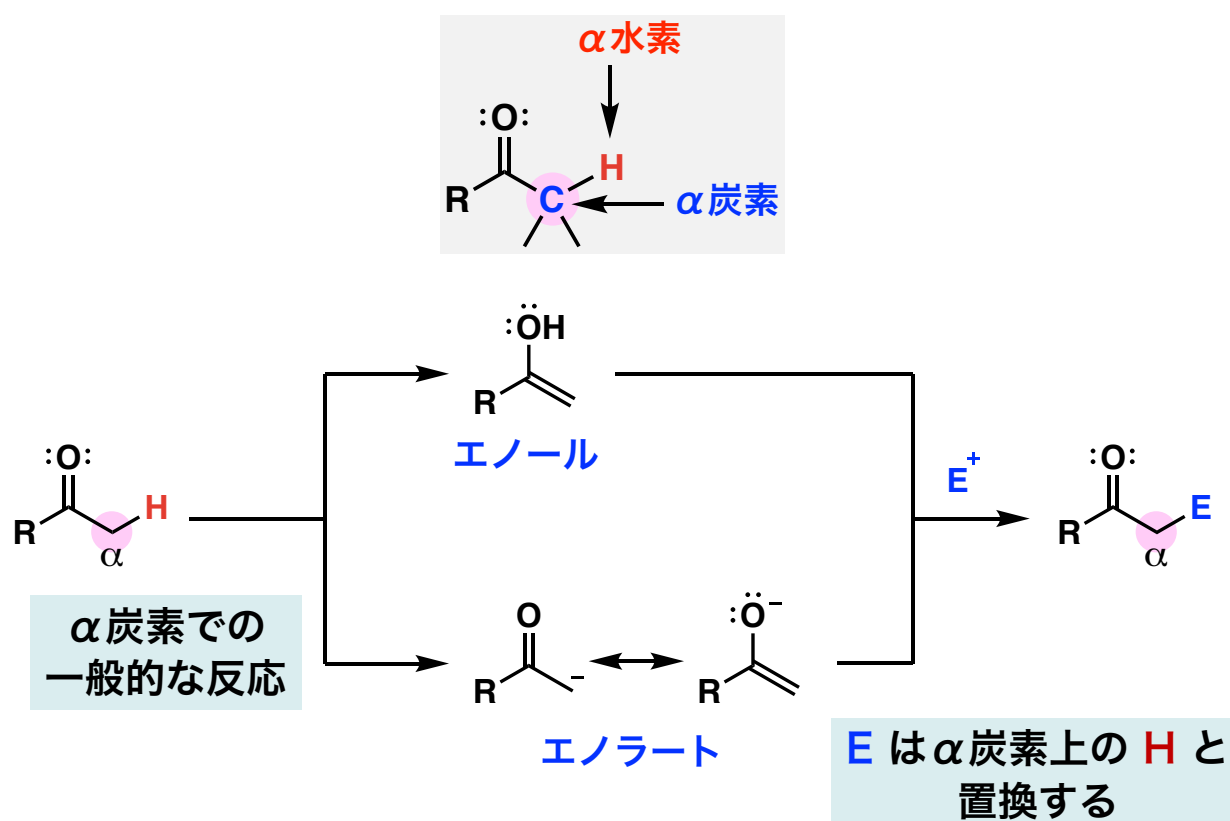 α水素
:O:
H
R
C
α炭素
:OH
R
エノール
:O:
R
H
α
E+
:O:
R
E
α
α炭素での
一般的な反応
O
R
−
:O−
R
エノラート
E はα炭素上の H と
置換する